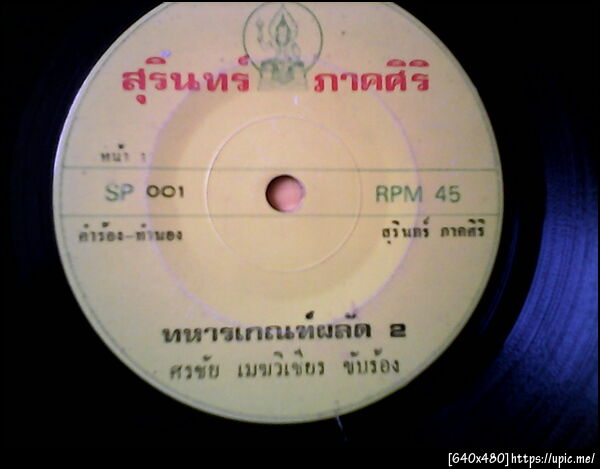 สุรินทร์ ภาคศิริ
หน้า 1
SP 001 RPM 45
คำร้อง-ทำนอง สุรินทร์ ภาคศิริ
ทหารเกณฑ์ผลัด 2
ศรชัย เมฆวิเชียร ขับร้อง
[640x480]https://upic.me/